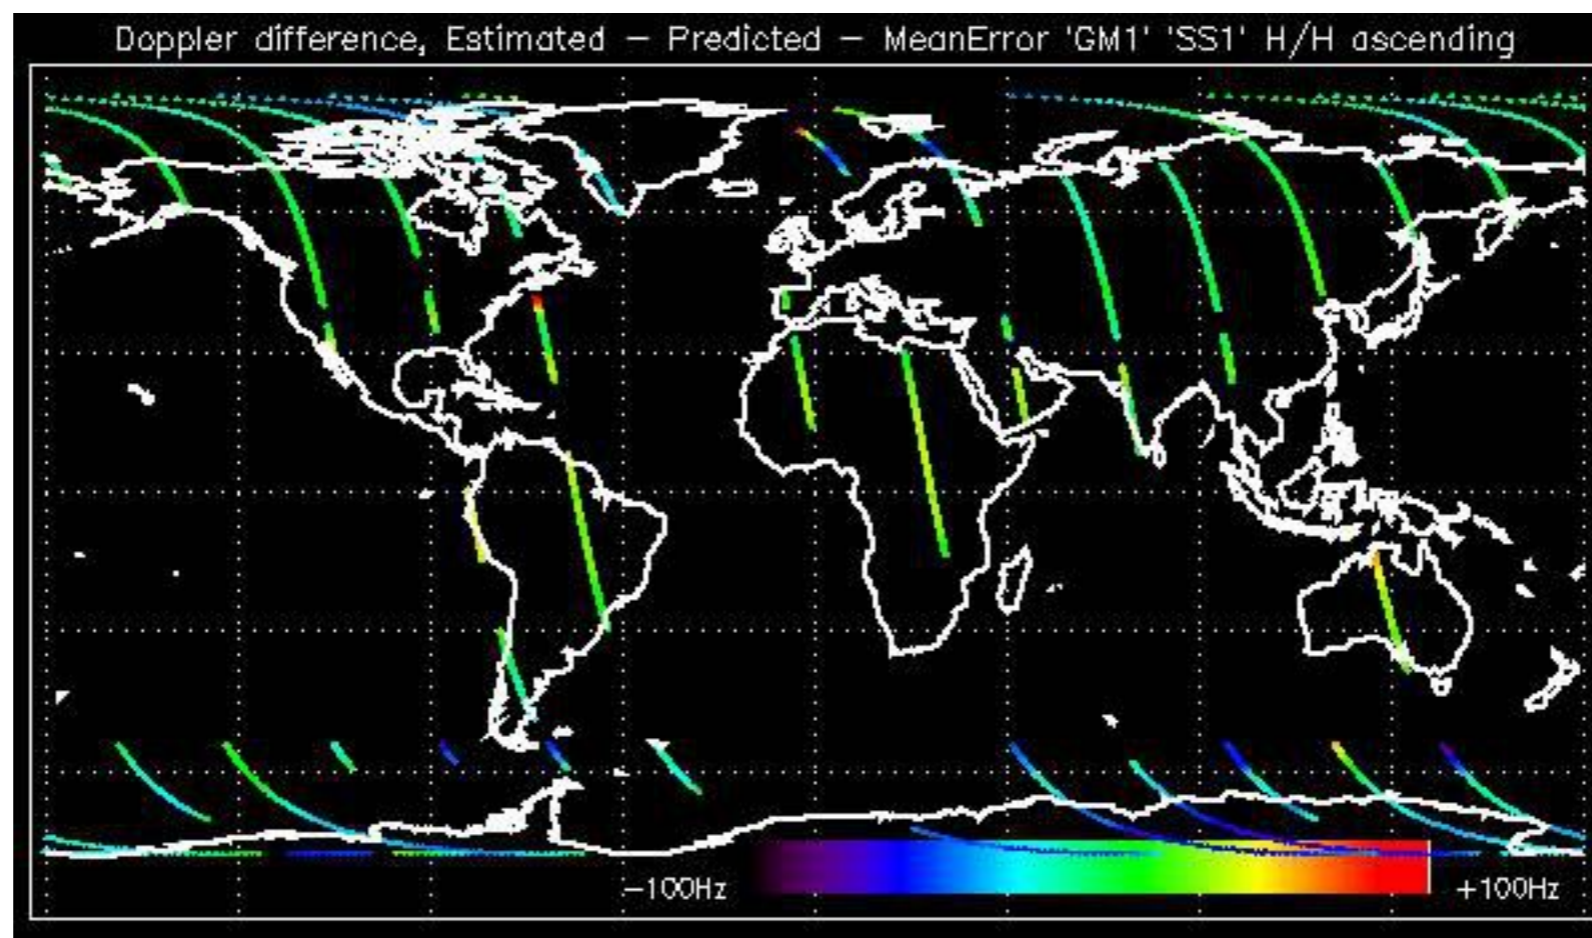 Doppler difference, Estimated – Predicted – MeanError 'GM1' 'SS1' H/H ascending
–100Hz
+100Hz